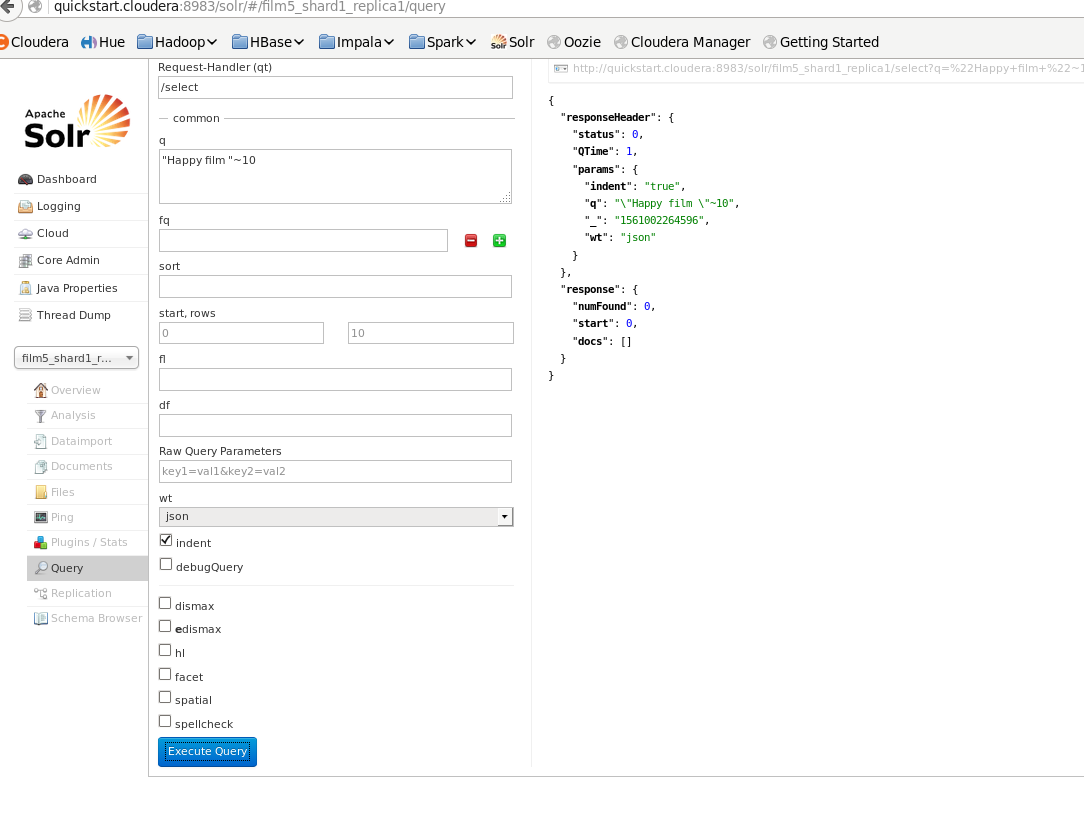 quickstart.cloudera:8983/solr/#/film5_shard1_replica1/query
Cloudera Hue Hadoop HBase Impala Spark Solr Oozie Cloudera Manager Getting Started
Apache
Solr
Dashboard
Logging
Cloud
Core Admin
Java Properties
Thread Dump
film5_shard1_r...
Overview
Analysis
Dataimport
Documents
Files
Ping
Plugins / Stats
Query
Replication
Schema Browser
Request-Handler (qt)
/select
common
q
"Happy film "~10
fq
sort
start, rows
0 10
fl
df
Raw Query Parameters
key1=val1&key2=val2
wt
json
indent
debugQuery
dismax
edismax
hl
facet
spatial
spellcheck
Execute Query
http://quickstart.cloudera:8983/solr/film5_shard1_replica1/select?q=%22Happy+film+%22~1
{
"responseHeader": {
"status": 0,
"QTime": 1,
"params": {
"indent": "true",
"q": "\"Happy film \"~10",
"_": "1561002264596",
"wt": "json"
}
},
"response": {
"numFound": 0,
"start": 0,
"docs": []
}
}